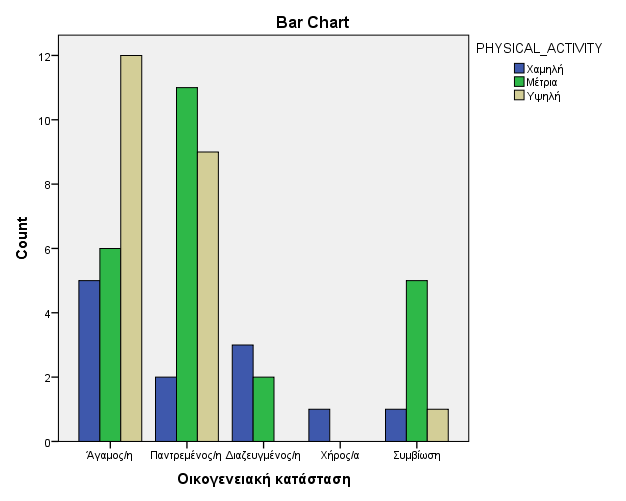 Bar Chart
PHYSICAL_ACTIVITY
Χαμηλή
Μέτρια
Υψηλή
Count
12
10
8
6
4
2
0
Άγαμος/η
Παντρεμένος/η
Διαζευγμένος/η
Χήρος/α
Συμβίωση
Οικογενειακή κατάσταση